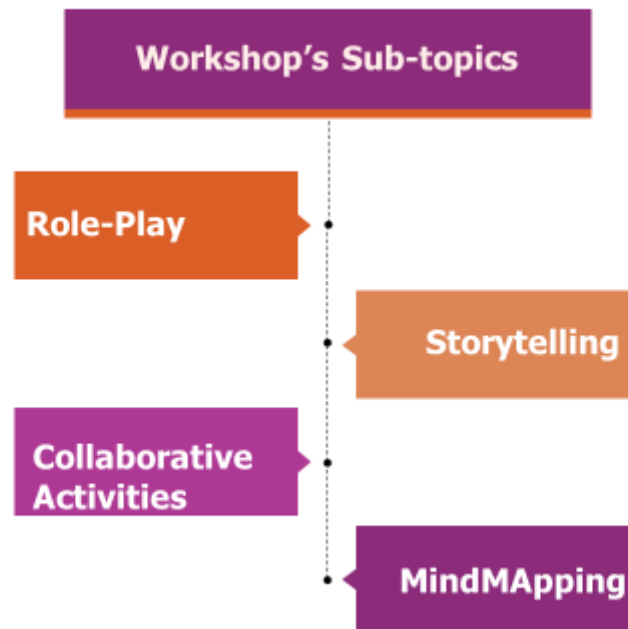 Workshop’s Sub-topics
Role-Play
Storytelling
Collaborative
Activities
MindMApping